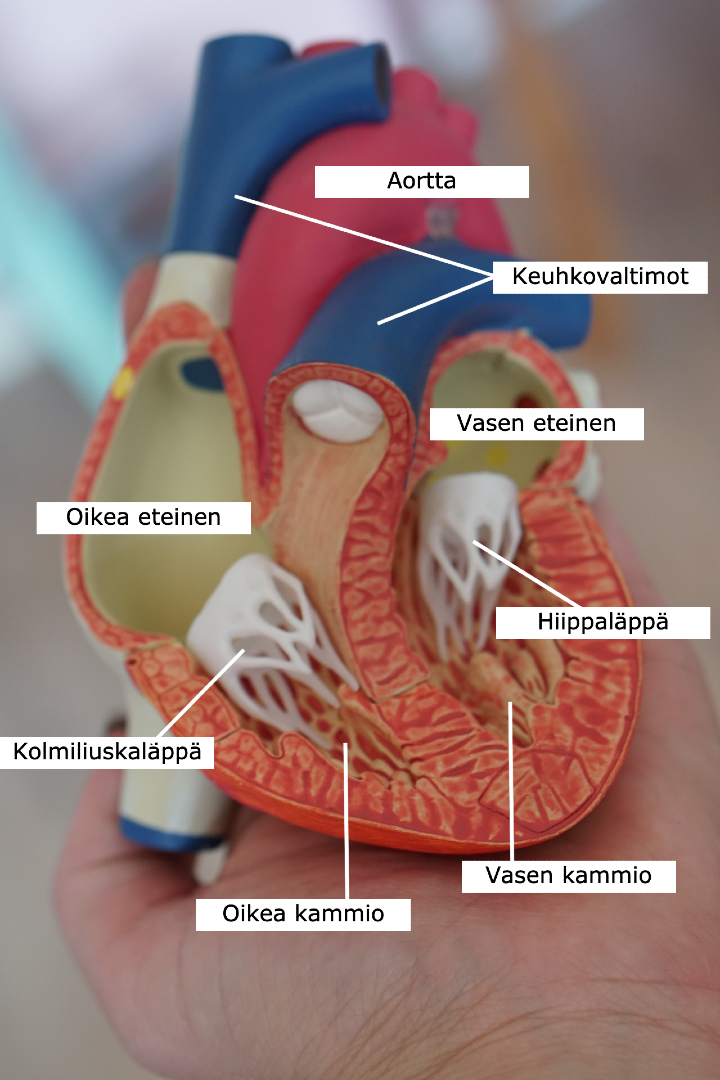 Aortta
Keuhkovaltimot
Vasen eteinen
Oikea eteinen
Hiippaläppä
Kolmiliuskaläppä
Vasen kammio
Oikea kammio